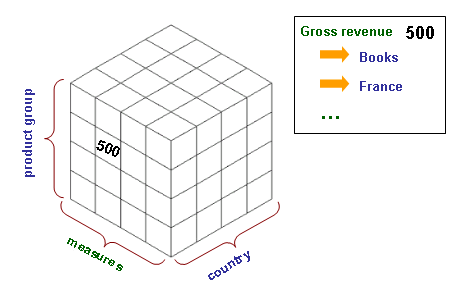 Gross revenue 500
Books
France
...
product group
500
measures
country